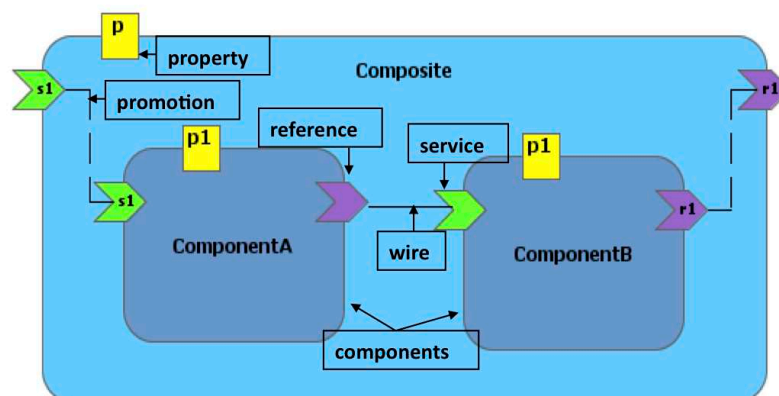 p
property
Composite
s1
r1
promotion
p1
reference
service
p1
s1
r1
ComponentA
wire
ComponentB
components